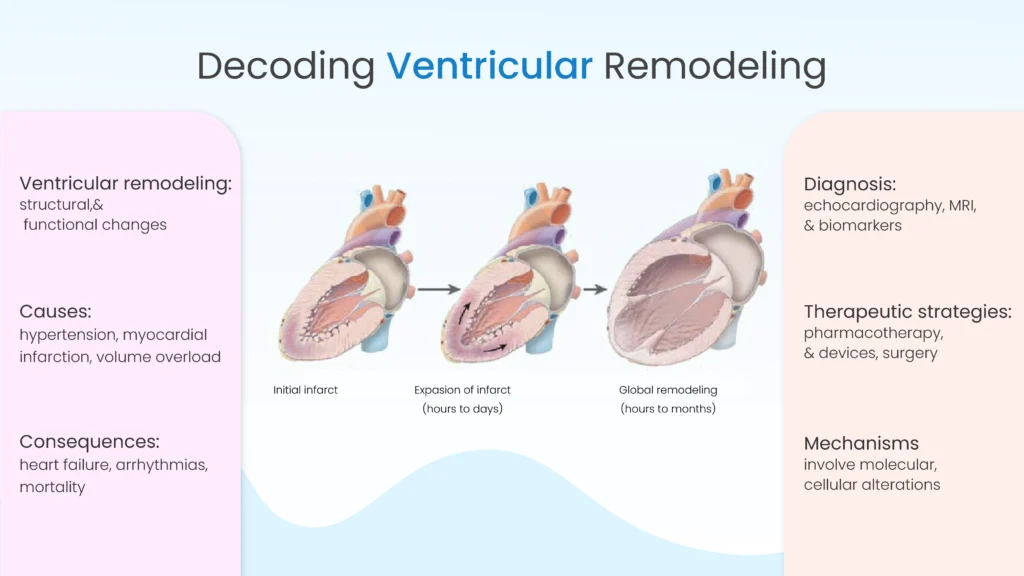 Decoding Ventricular Remodeling
Ventricular remodeling:
structural,&
functional changes
Causes:
hypertension, myocardial
infarction, volume overload
Consequences:
heart failure, arrhythmias,
mortality
Initial infarct
Expasion of infarct
(hours to days)
Global remodeling
(hours to months)
Diagnosis:
echocardiography, MRI,
& biomarkers
Therapeutic strategies:
pharmacotherapy,
& devices, surgery
Mechanisms
involve molecular,
cellular alterations